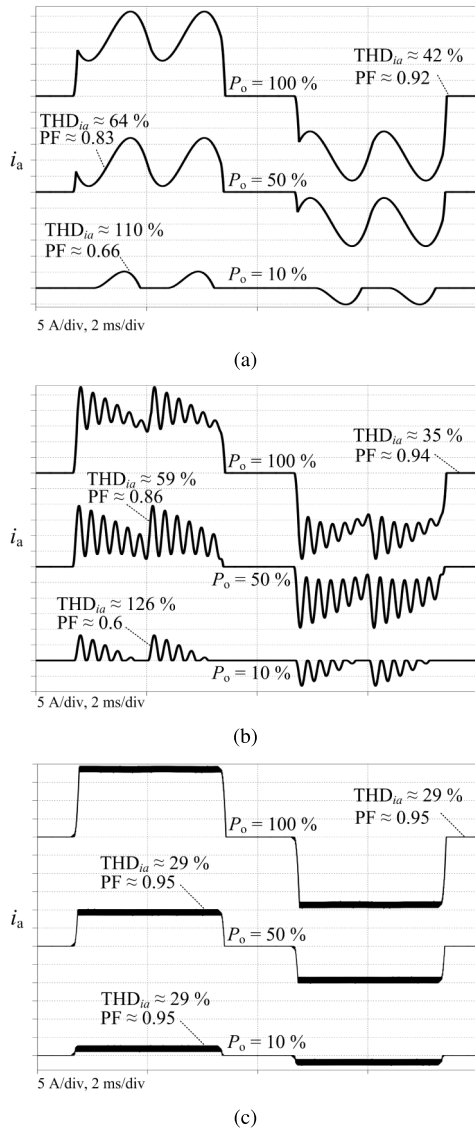 THD_ia ≈ 42 %
PF ≈ 0.92
P_o = 100 %
THD_ia ≈ 64 %
PF ≈ 0.83
i_a
P_o = 50 %
THD_ia ≈ 110 %
PF ≈ 0.66
P_o = 10 %
5 A/div, 2 ms/div
(a)
THD_ia ≈ 35 %
PF ≈ 0.94
P_o = 100 %
THD_ia ≈ 59 %
PF ≈ 0.86
i_a
P_o = 50 %
THD_ia ≈ 126 %
PF ≈ 0.6
P_o = 10 %
5 A/div, 2 ms/div
(b)
THD_ia ≈ 29 %
PF ≈ 0.95
P_o = 100 %
THD_ia ≈ 29 %
PF ≈ 0.95
i_a
P_o = 50 %
THD_ia ≈ 29 %
PF ≈ 0.95
P_o = 10 %
5 A/div, 2 ms/div
(c)